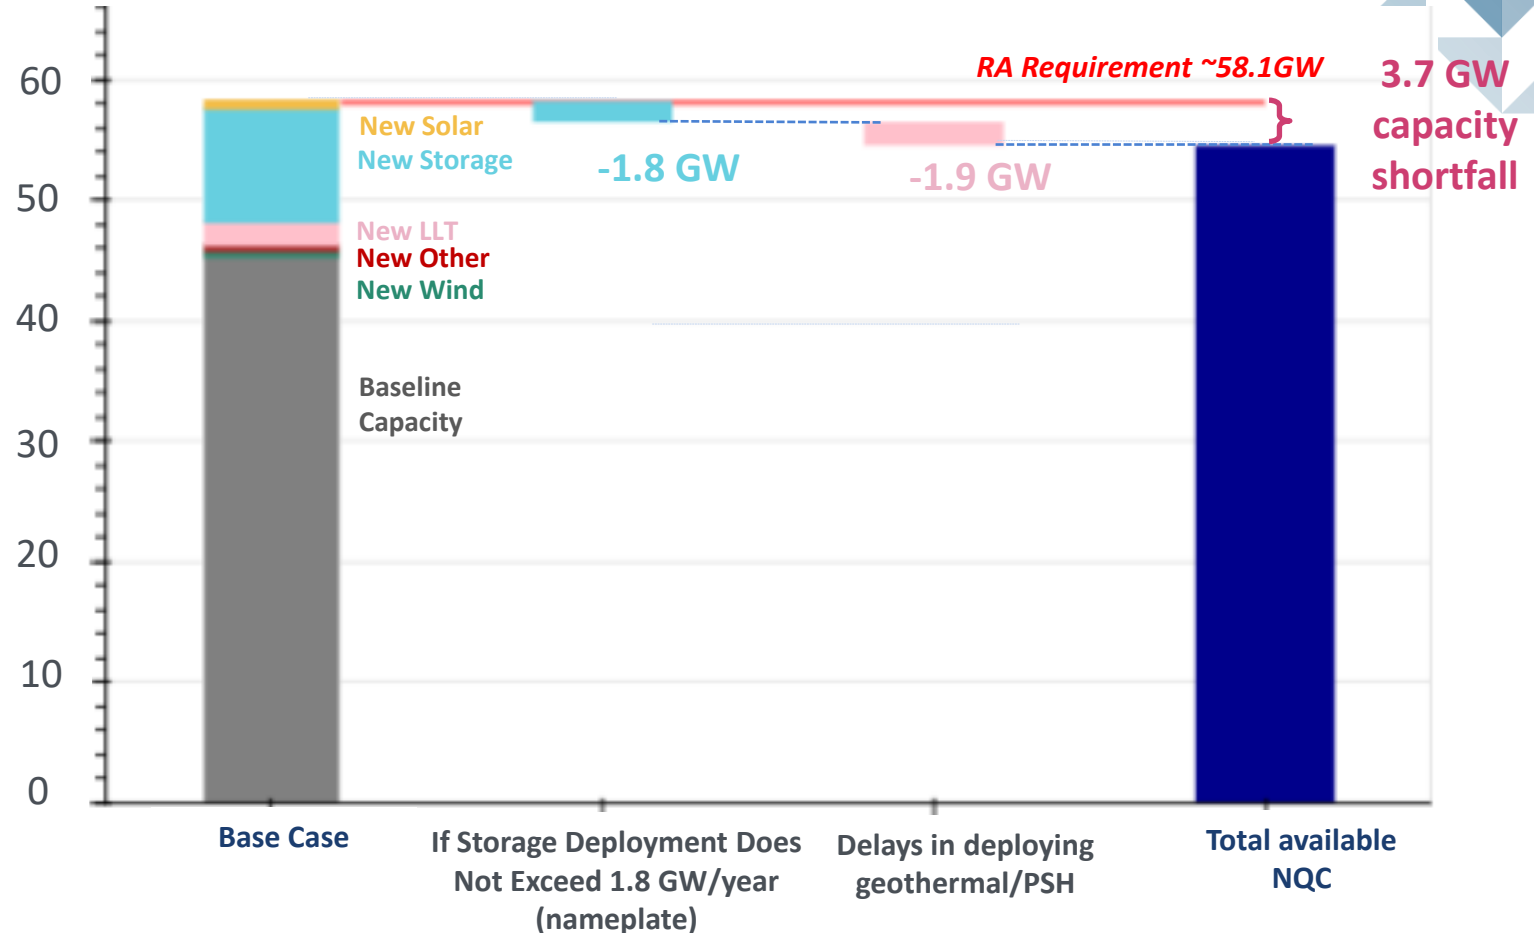 RA Requirement ~58.1GW
3.7 GW
capacity
shortfall
60
50
40
30
20
10
0
New Solar
New Storage
New LLT
New Other
New Wind
Baseline
Capacity
-1.8 GW
-1.9 GW
Base Case
If Storage Deployment Does
Not Exceed 1.8 GW/year
(nameplate)
Delays in deploying
geothermal/PSH
Total available
NQC